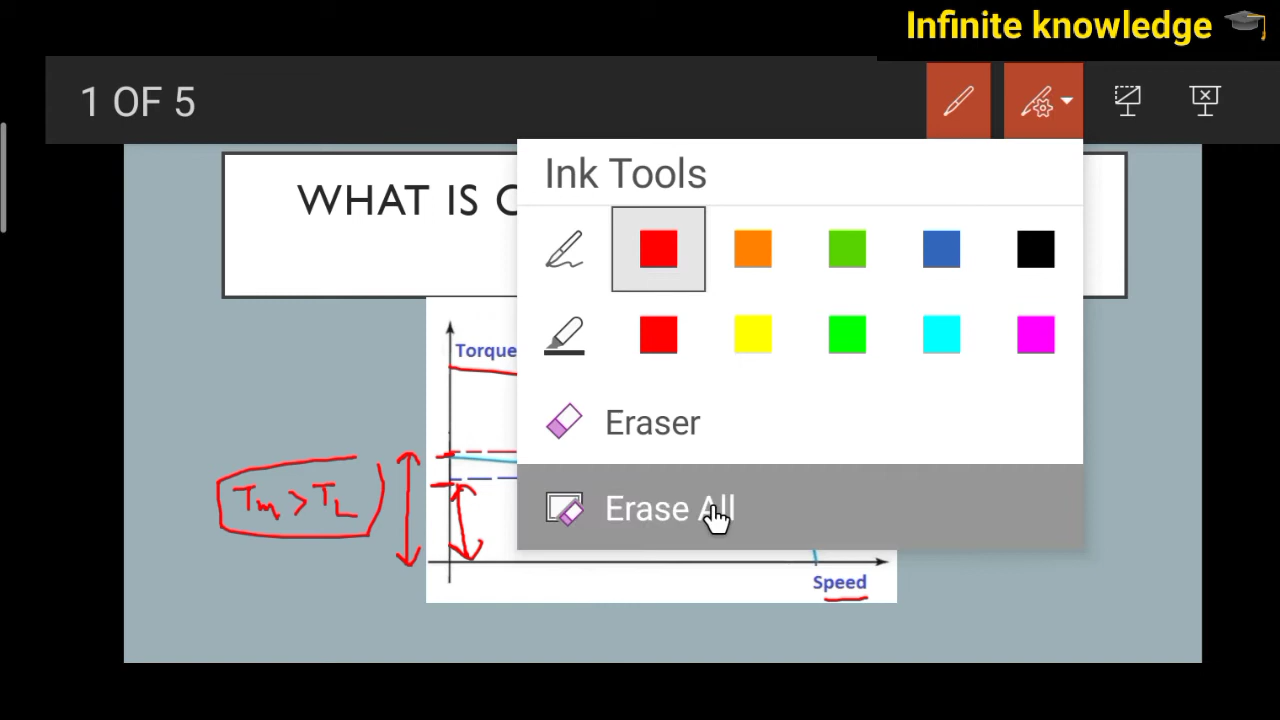 Infinite knowledge
1 OF 5
Ink Tools
WHAT IS
Torque
Eraser
Erase All
Tm > TL
Speed